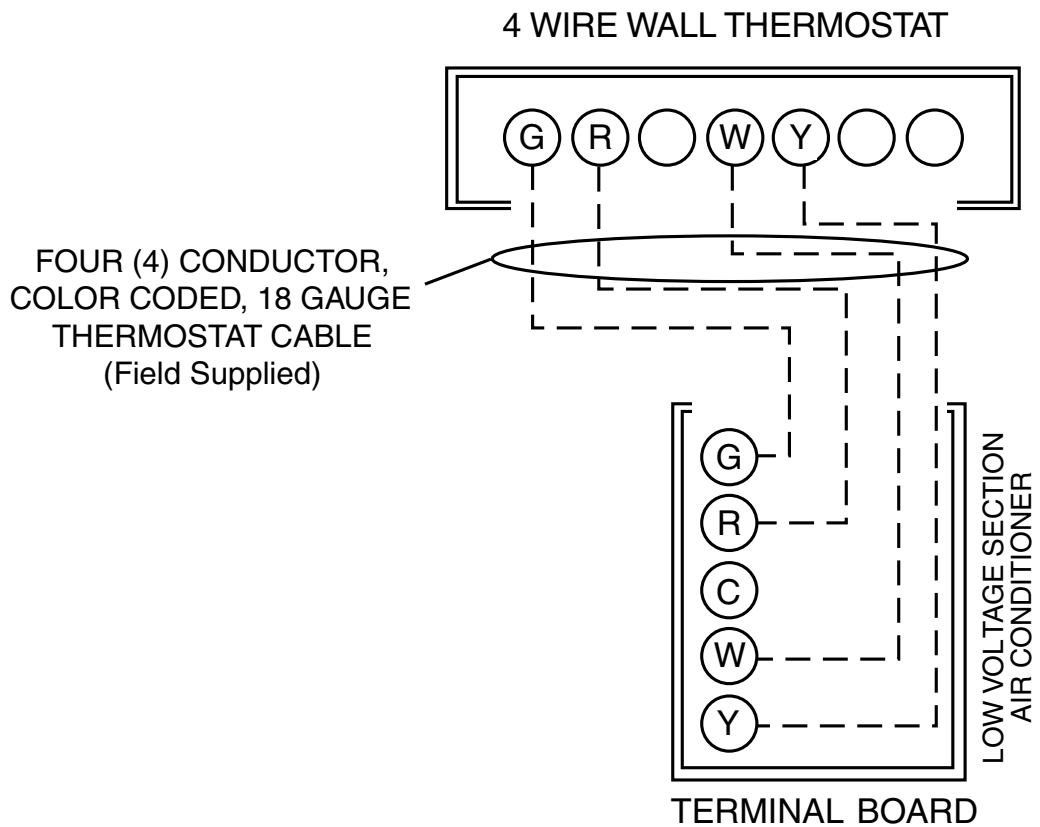 4 WIRE WALL THERMOSTAT
G R W Y
FOUR (4) CONDUCTOR,
COLOR CODED, 18 GAUGE
THERMOSTAT CABLE
(Field Supplied)
G
R
C
W
Y
LOW VOLTAGE SECTION
AIR CONDITIONER
TERMINAL BOARD